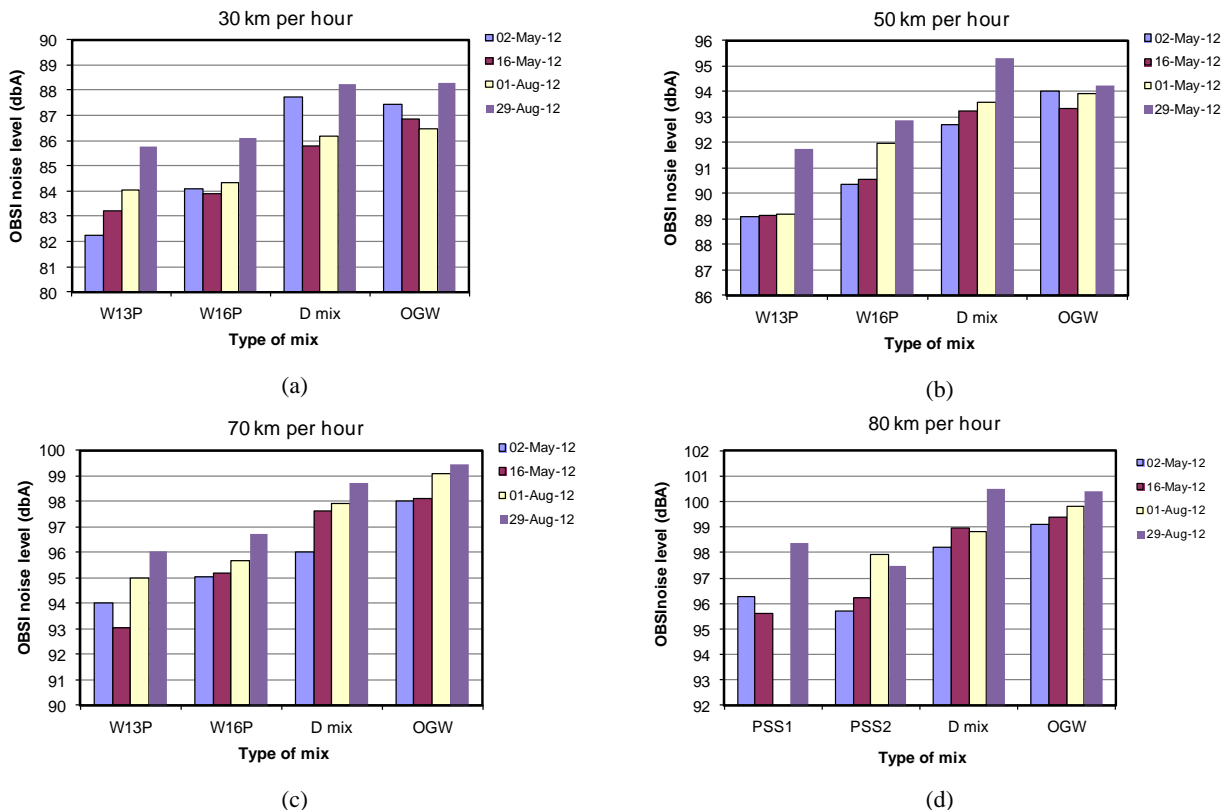 30 km per hour
OBSI noise level (dbA)
90
89
88
87
86
85
84
83
82
81
80
W13P W16P D mix OGW
Type of mix
02-May-12
16-May-12
01-Aug-12
29-Aug-12
(a)
50 km per hour
OBSI nosie level (dbA)
96
95
94
93
92
91
90
89
88
87
86
W13P W16P D mix OGW
Type of mix
02-May-12
16-May-12
01-May-12
29-May-12
(b)
70 km per hour
OBSI noise level (dbA)
100
99
98
97
96
95
94
93
92
91
90
W13P W16P D mix OGW
Type of mix
02-May-12
16-May-12
01-Aug-12
29-Aug-12
(c)
80 km per hour
OBSInoise level (dBA)
102
101
100
99
98
97
96
95
94
93
92
PSS1 PSS2 D mix OGW
Type of mix
02-May-12
16-May-12
01-Aug-12
29-Aug-12
(d)